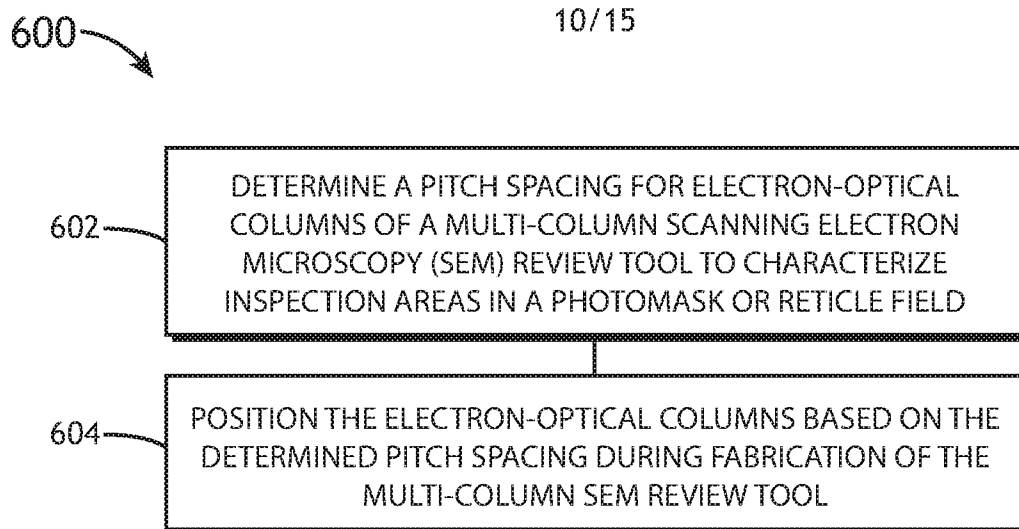 10/15
600
602
DETERMINE A PITCH SPACING FOR ELECTRON-OPTICAL
COLUMNS OF A MULTI-COLUMN SCANNING ELECTRON
MICROSCOPY (SEM) REVIEW TOOL TO CHARACTERIZE
INSPECTION AREAS IN A PHOTOMASK OR RETICLE FIELD
604
POSITION THE ELECTRON-OPTICAL COLUMNS BASED ON THE
DETERMINED PITCH SPACING DURING FABRICATION OF THE
MULTI-COLUMN SEM REVIEW TOOL